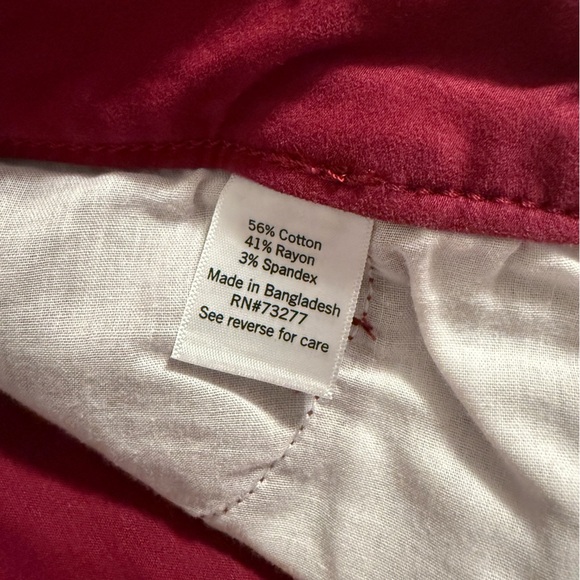 56% Cotton
41% Rayon
3% Spandex
Made in Bangladesh
RN#73277
See reverse for care